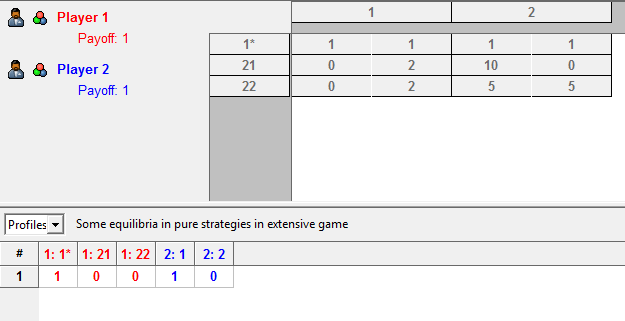 Player 1
Payoff: 1
Player 2
Payoff: 1
1 2
1* 1 1 1 1
21 0 2 10 0
22 0 2 5 5
Profiles Some equilibria in pure strategies in extensive game
# 1: 1* 1: 21 1: 22 2: 1 2: 2
1 1 0 0 1 0